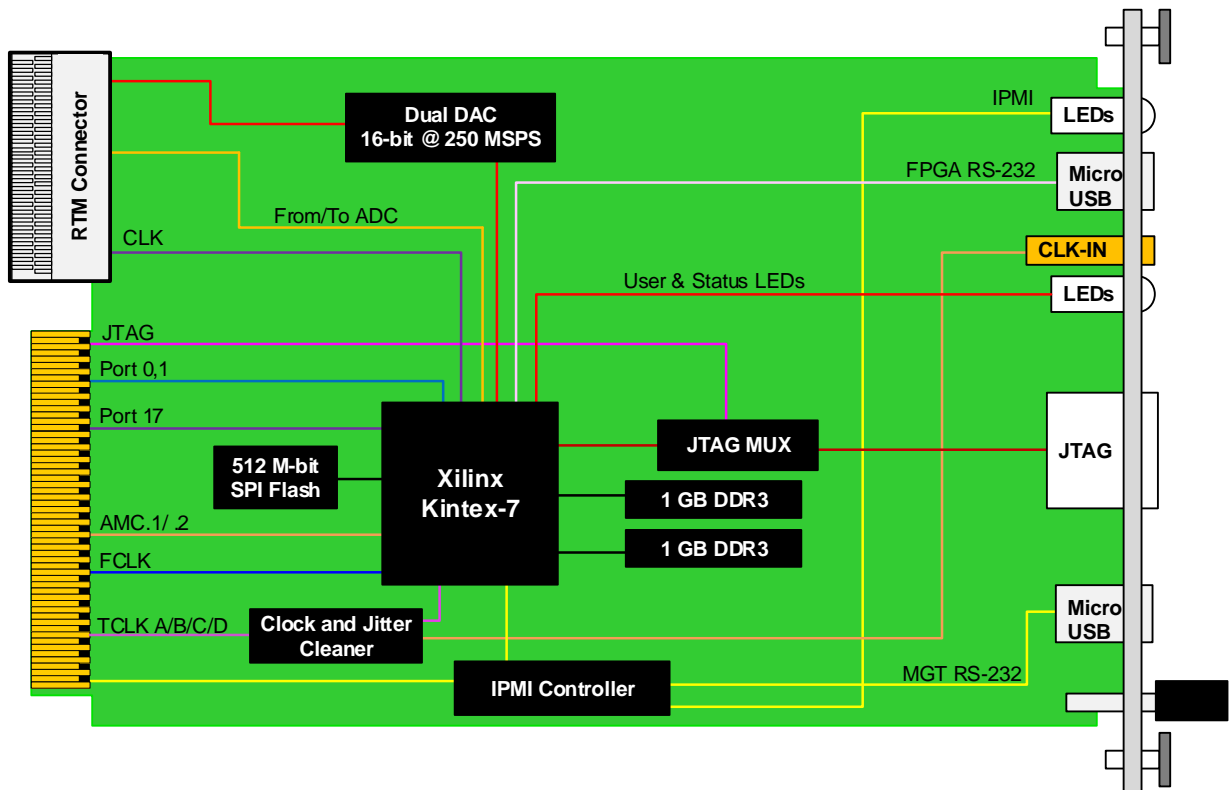 IPMI
LEDs
Dual DAC
16-bit @ 250 MSPS
RTM Connector
FPGA RS-232
Micro
USB
From/To ADC
CLK
CLK-IN
User & Status LEDs
LEDs
JTAG
Port 0,1
Port 17
JTAG MUX
JTAG
512 M-bit
SPI Flash
Xilinx
Kintex-7
1 GB DDR3
1 GB DDR3
AMC.1/ .2
FCLK
TCLK A/B/C/D
Clock and Jitter
Cleaner
Micro
USB
IPMI Controller
MGT RS-232